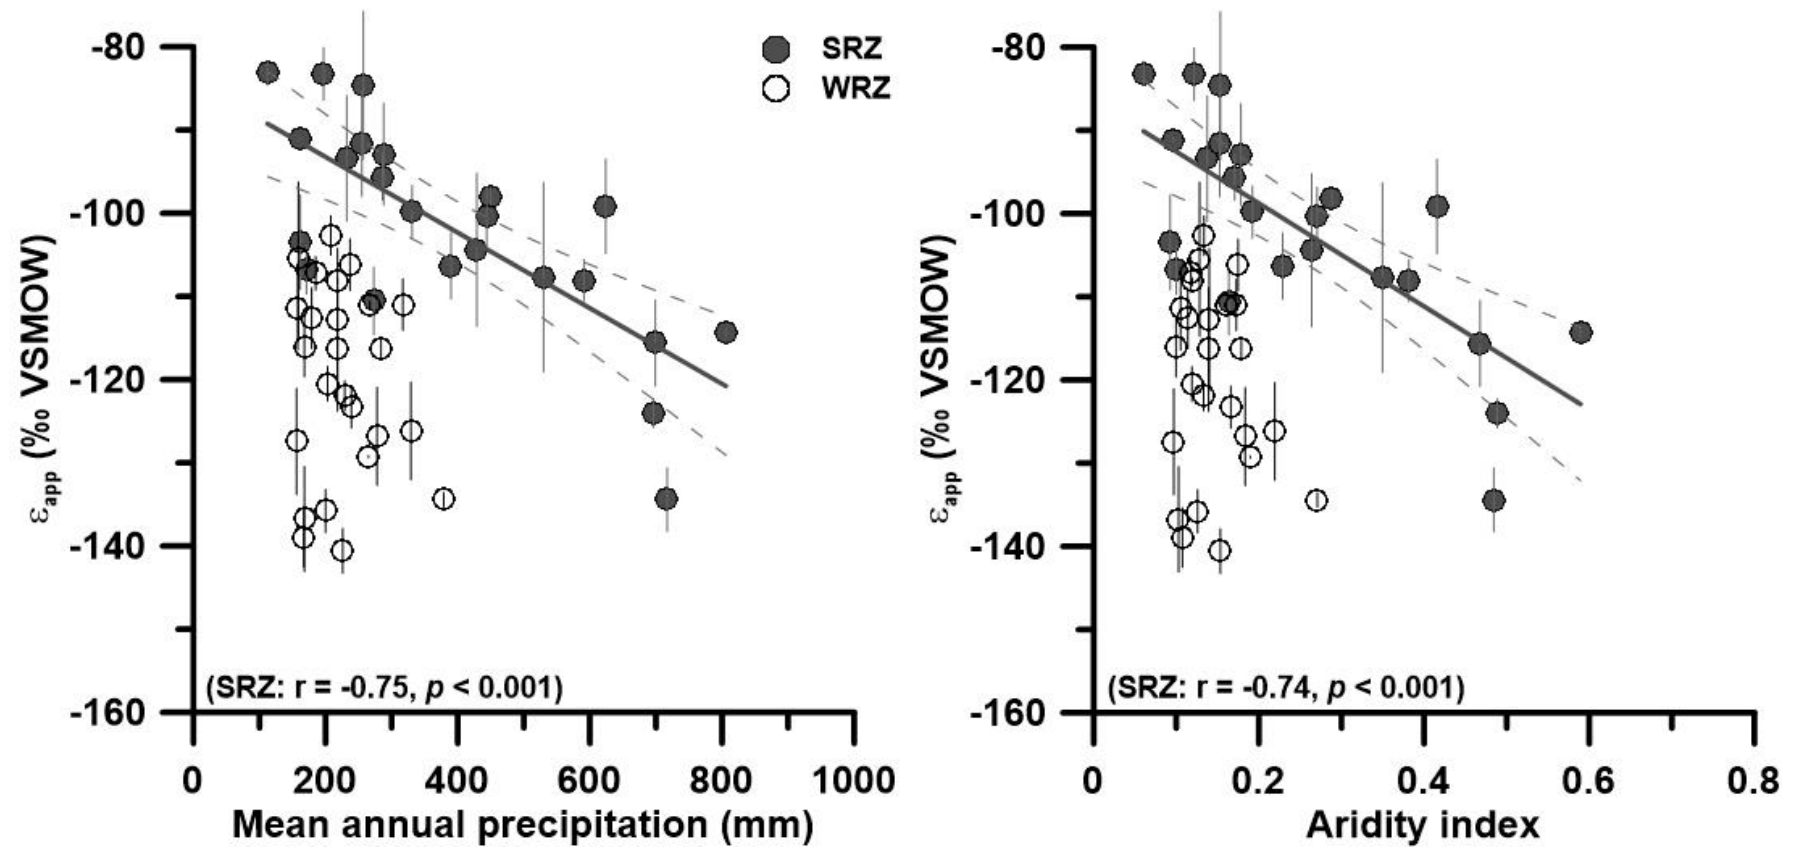 SRZ
WRZ
-80
-100
-120
-140
-160
εapp (‰ VSMOW)
(SRZ: r = -0.75, p < 0.001)
0 200 400 600 800 1000
Mean annual precipitation (mm)
-80
-100
-120
-140
-160
εapp (‰ VSMOW)
(SRZ: r = -0.74, p < 0.001)
0 0.2 0.4 0.6 0.8
Aridity index